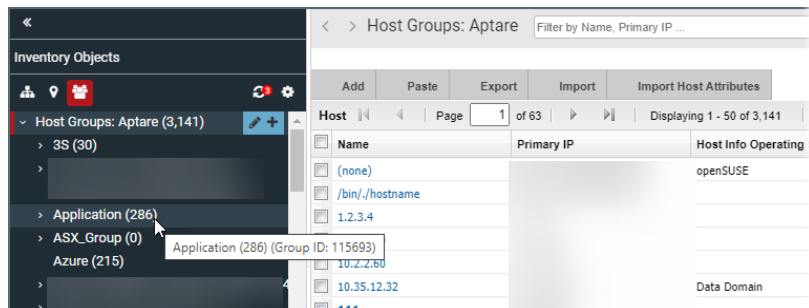 «
Inventory Objects
3
Host Groups: Aptare (3,141)
3S (30)
Application (286)
ASX_Group (0)
Azure (215)
4
Application (286) (Group ID: 115693)
< > Host Groups: Aptare
Filter by Name, Primary IP ...
Add Paste Export Import Import Host Attributes
Host Page 1 of 63 Displaying 1 - 50 of 3,141
Name Primary IP Host Info Operating
(none) openSUSE
/bin/./hostname
1.2.3.4
10.2.2.60
10.35.12.32 Data Domain